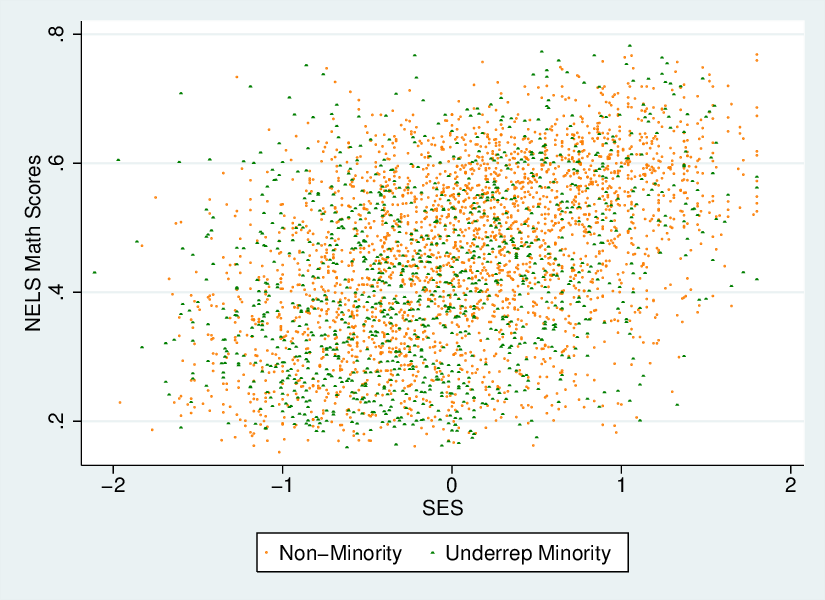 .8
.6
.4
.2
NELS Math Scores
−2 −1 0 1 2
SES
Non−Minority Underrep Minority